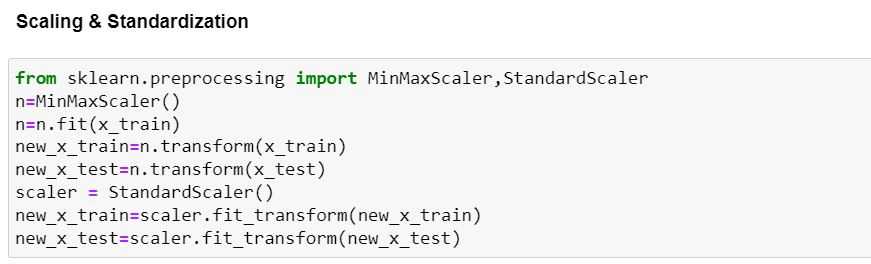 Scaling & Standardization
from sklearn.preprocessing import MinMaxScaler,StandardScaler
n=MinMaxScaler()
n=n.fit(x_train)
new_x_train=n.transform(x_train)
new_x_test=n.transform(x_test)
scaler = StandardScaler()
new_x_train=scaler.fit_transform(new_x_train)
new_x_test=scaler.fit_transform(new_x_test)